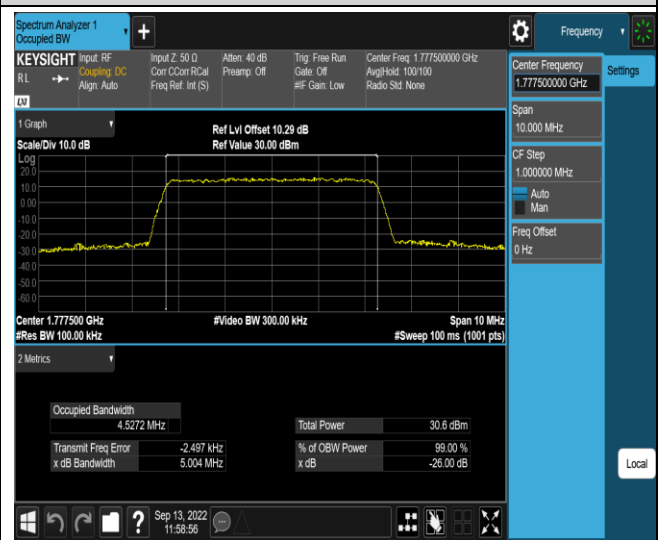 Spectrum Analyzer 1
Occupied BW
Frequency
KEYSIGHT
RL
LXI
Input: RF
Coupling: DC
Align: Auto
Input Z: 50 Ω
Corr CCorr RCal
Freq Ref: Int (S)
Atten: 40 dB
Preamp: Off
Trig: Free Run
Gate: Off
#IF Gain: Low
Center Freq: 1.777500000 GHz
Avg|Hold: 100/100
Radio Std: None
Center Frequency
1.777500000 GHz
Settings
Span
10.000 MHz
CF Step
1.000000 MHz
Auto
Man
Freq Offset
0 Hz
1 Graph
Scale/Div 10.0 dB
Ref Lvl Offset 10.29 dB
Ref Value 30.00 dBm
Log
20.0
10.0
0.00
-10.0
-20.0
-30.0
-40.0
-50.0
-60.0
Center 1.777500 GHz
#Res BW 100.00 kHz
#Video BW 300.00 kHz
Span 10 MHz
#Sweep 100 ms (1001 pts)
2 Metrics
Occupied Bandwidth
4.5272 MHz
Total Power 30.6 dBm
Transmit Freq Error -2.497 kHz
% of OBW Power 99.00 %
x dB Bandwidth 5.004 MHz
x dB -26.00 dB
Local
?
Sep 13, 2022
11:58:56